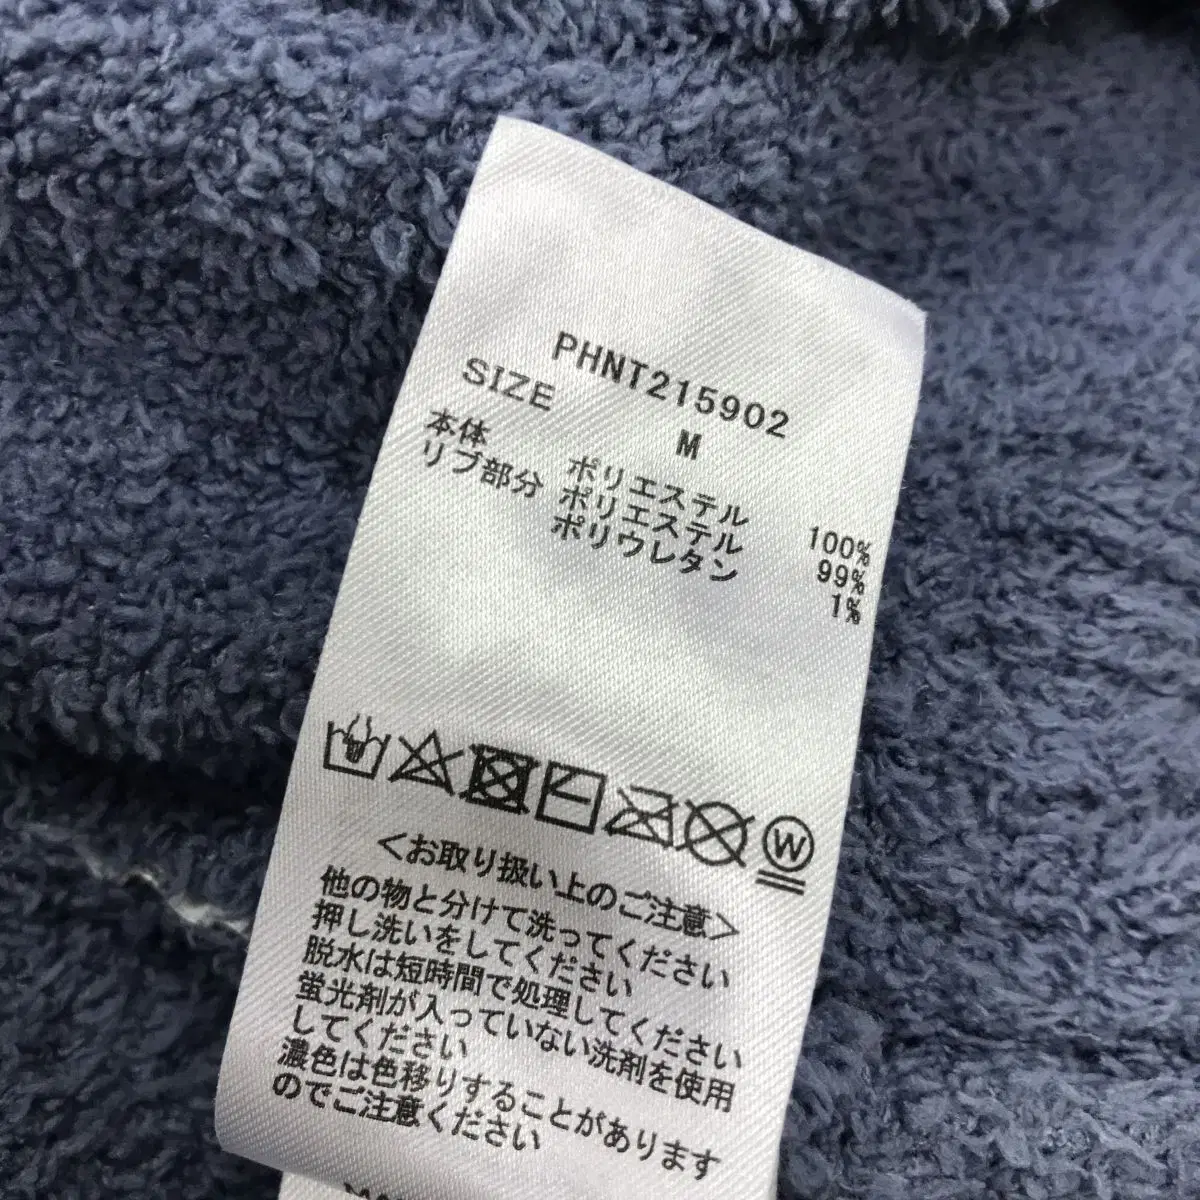 PHNT215902
SIZE M
本体 ポリエステル 100%
リブ部分 ポリエステル 99%
ポリウレタン 1%
W
<お取り扱い上のご注意>
他の物と分けて洗ってください
押し洗いをしてください
脱水は短時間で処理してください
蛍光剤が入っていない洗剤を使用
してください
濃色は色移りすることがあります
のでご注意ください